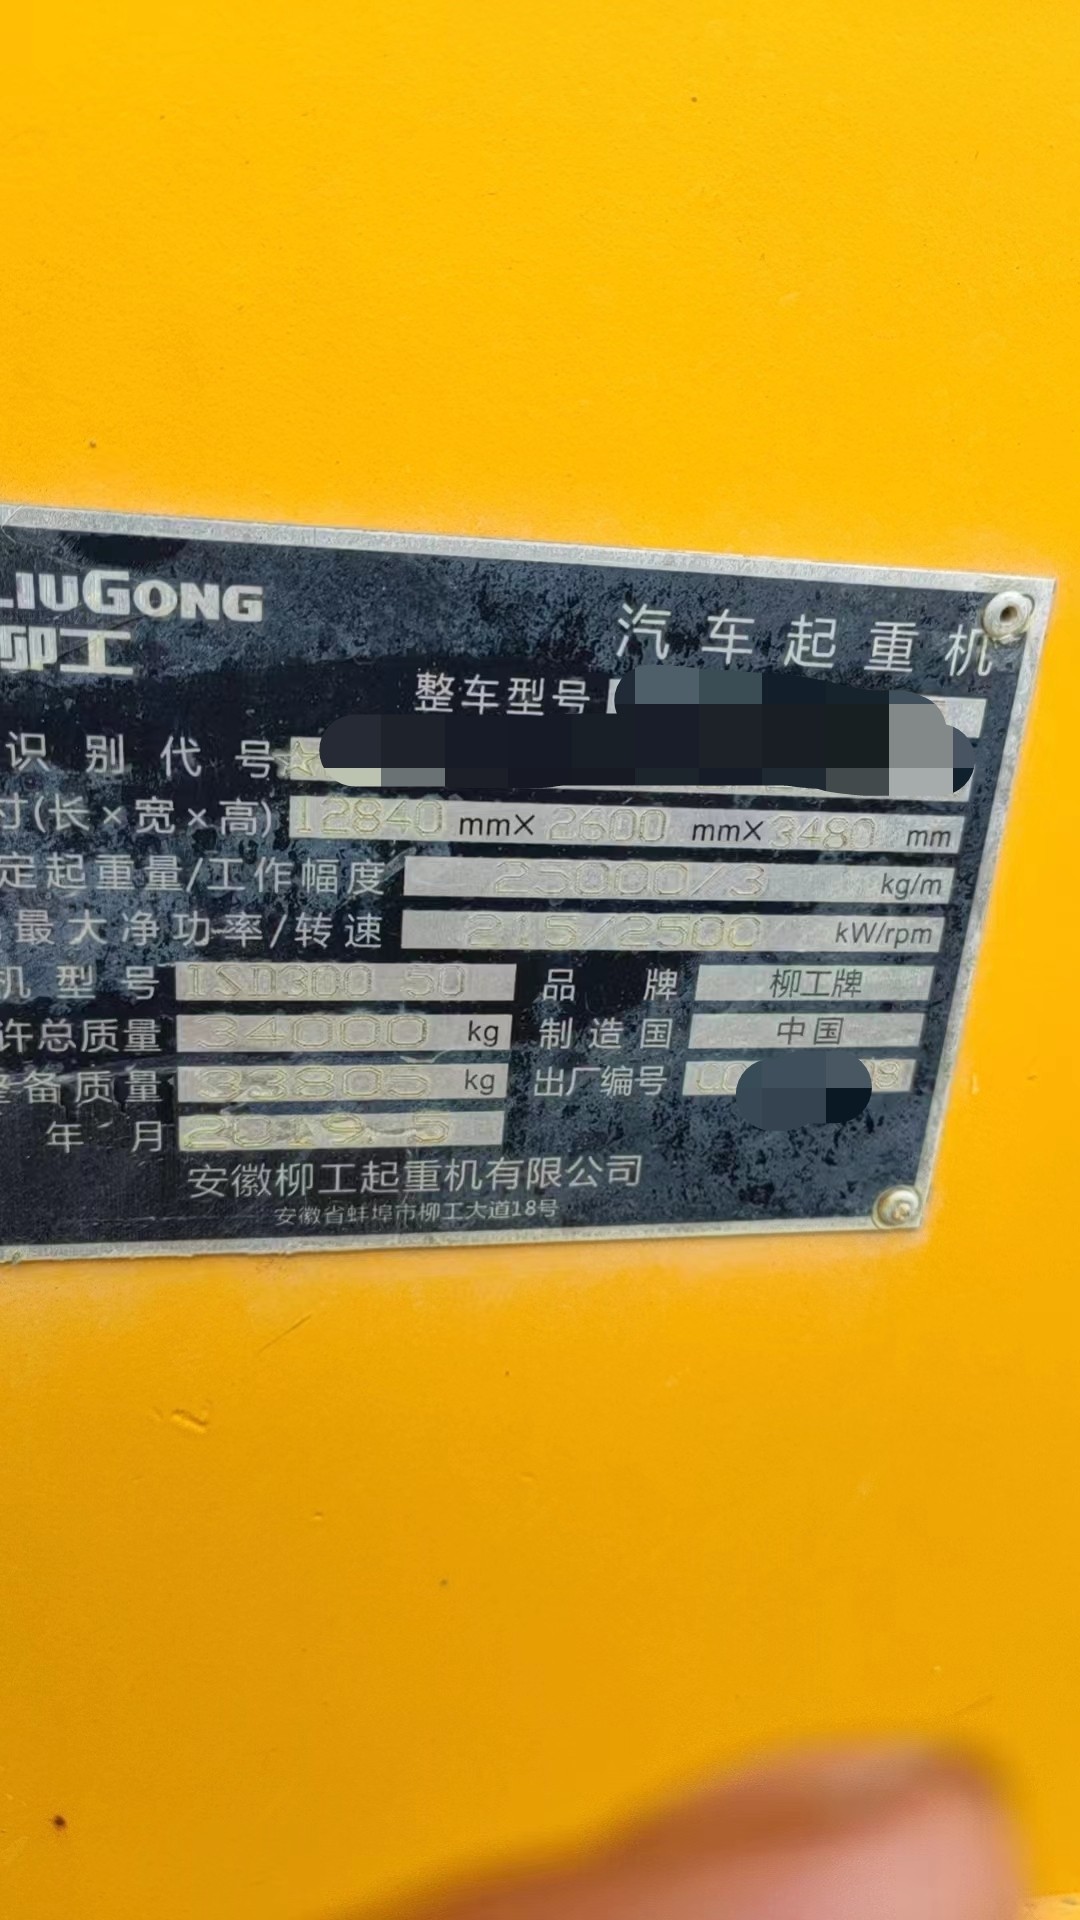 LIUGONG
柳工
汽车起重机
整车型号
识别代号 ☆
寸(长×宽×高) 12840 mmX 2600 mmX 3480 mm
定起重量/工作幅度 25000/3 kg/m
最大净功率/转速 215/2500 kW/rpm
机型号 ISD300 50 品牌 柳工牌
许总质量 34000 kg 制造国 中国
整备质量 33805 kg 出厂编号
年月 2019.5
安徽柳工起重机有限公司
安徽省蚌埠市柳工大道18号